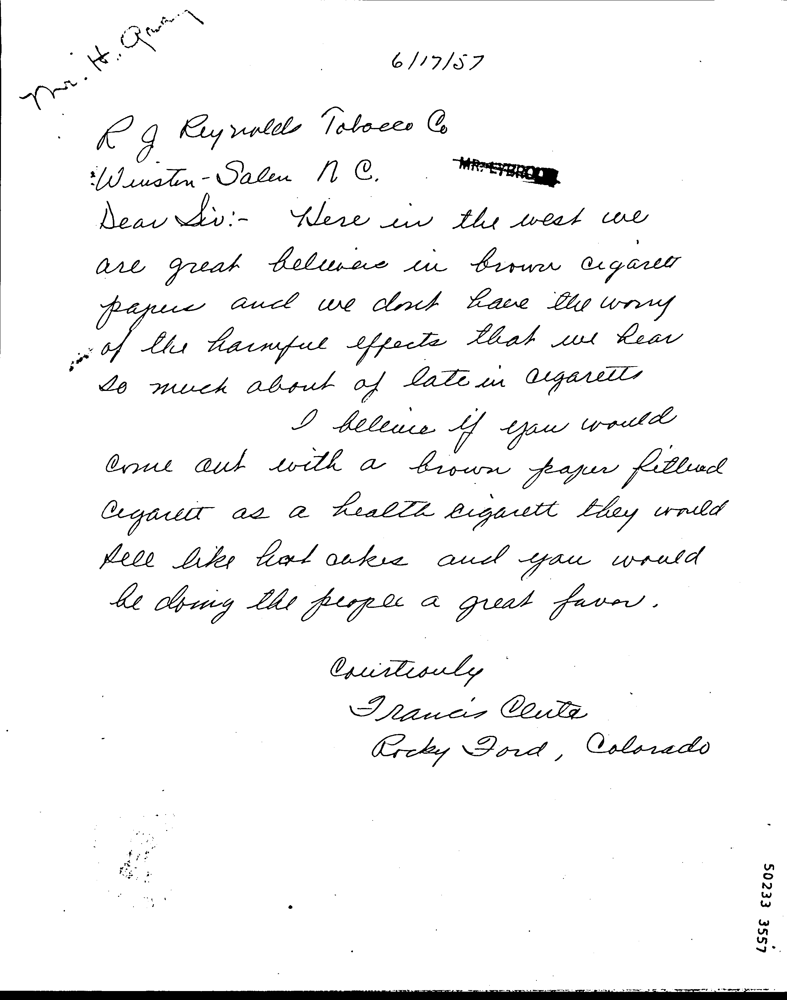 Mr. H. Gray
6/17/57
R J Reynolds Tobacco Co
Winston-Salem N C.
MR. LYBROOK
Dear Sir:- Here in the west we
are great believers in brown cigarett
papers and we dont have the worry
of the harmful effects that we hear
so much about of late in cigaretts
I believe if you would
come out with a brown paper filtered
cigarett as a health cigarett they would
sell like hot cakes and you would
be doing the people a great favor.
Courteously
Francis Clute
Rocky Ford, Colorado
50233 3557